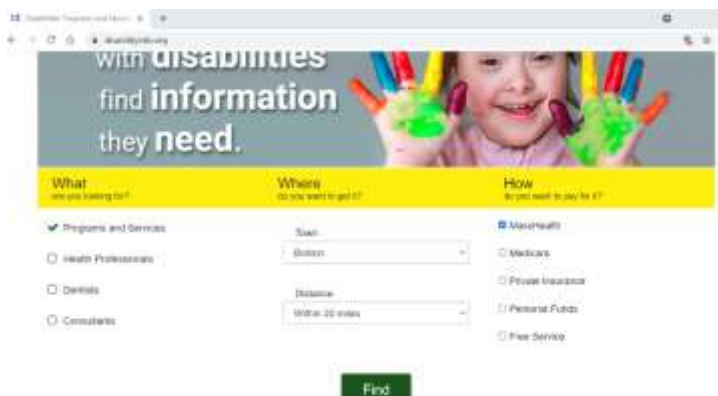 disabilityinfo.org
with disabilities
find information
they need.
What
are you looking for?
Where
do you want to get it?
How
do you want to pay for it?
Programs and Services
Health Professionals
Dentists
Consultants
Town
Boston
Distance
Within 20 miles
MassHealth
Medicare
Private Insurance
Personal Funds
Free Service
Find